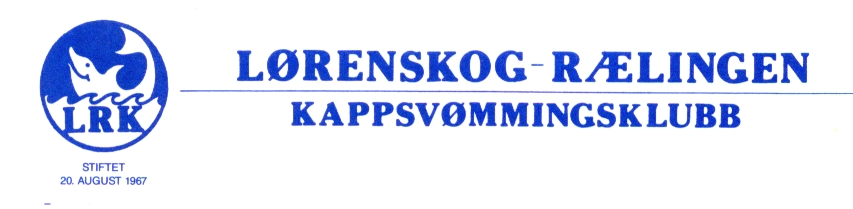 LØRENSKOG-RÆLINGEN
KAPPSVØMMINGSKLUBB
LRK
STIFTET
20. AUGUST 1967